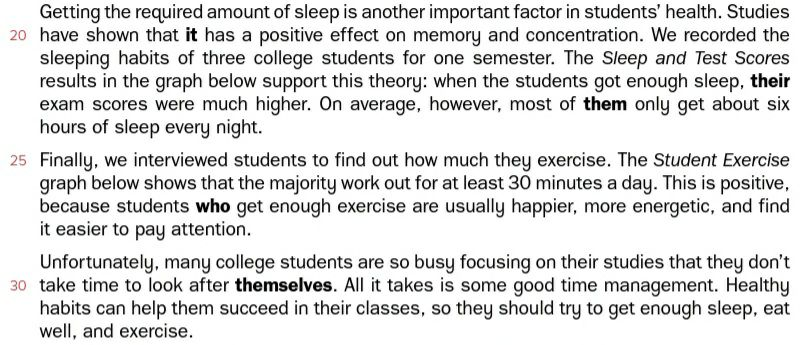 Getting the required amount of sleep is another important factor in students' health. Studies
20 have shown that it has a positive effect on memory and concentration. We recorded the
sleeping habits of three college students for one semester. The Sleep and Test Scores
results in the graph below support this theory: when the students got enough sleep, their
exam scores were much higher. On average, however, most of them only get about six
hours of sleep every night.
25 Finally, we interviewed students to find out how much they exercise. The Student Exercise
graph below shows that the majority work out for at least 30 minutes a day. This is positive,
because students who get enough exercise are usually happier, more energetic, and find
it easier to pay attention.
Unfortunately, many college students are so busy focusing on their studies that they don't
30 take time to look after themselves. All it takes is some good time management. Healthy
habits can help them succeed in their classes, so they should try to get enough sleep, eat
well, and exercise.